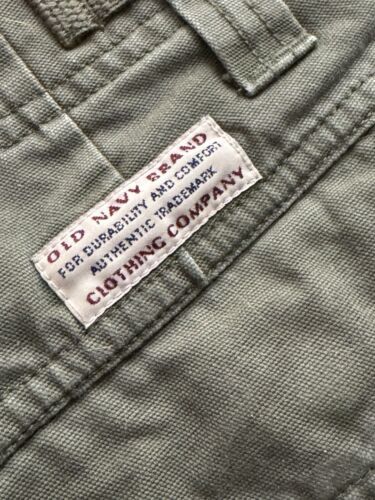 OLD NAVY BRAND
FOR DURABILITY AND COMFORT
AUTHENTIC TRADEMARK
CLOTHING COMPANY